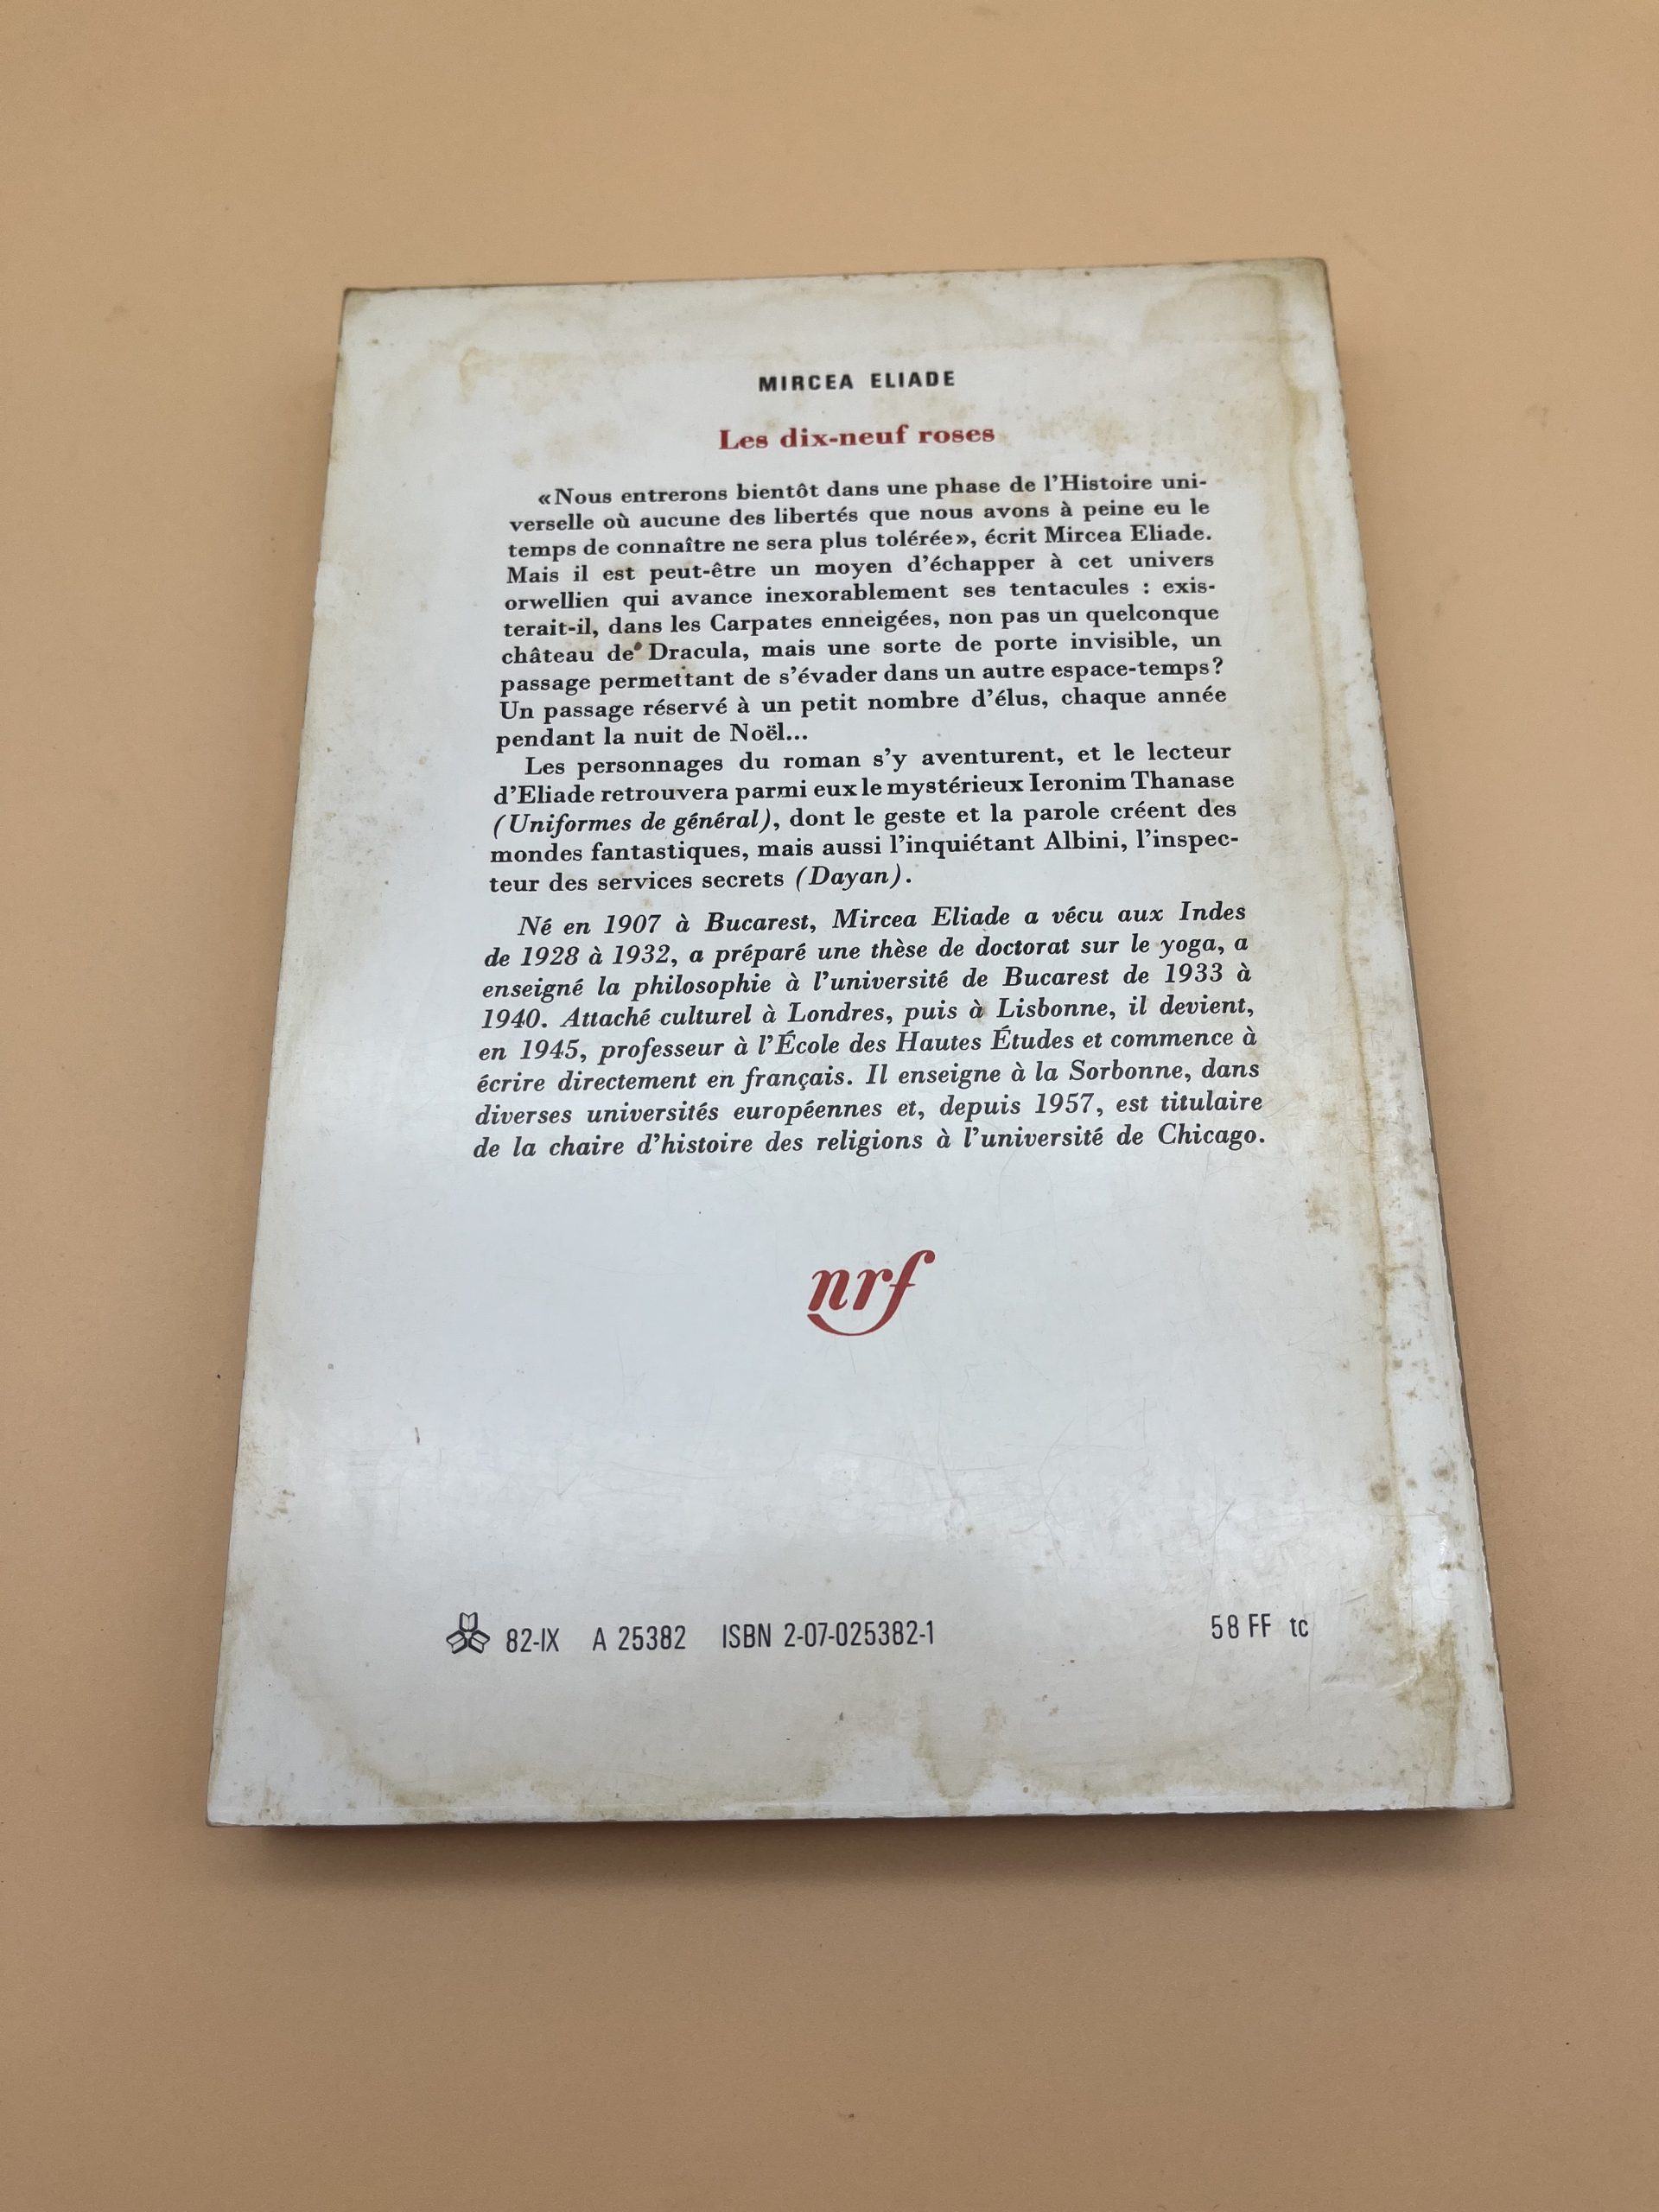 MIRCEA ELIADE
Les dix-neuf roses
«Nous entrerons bientôt dans une phase de l'Histoire uni-
verselle où aucune des libertés que nous avons à peine eu le
temps de connaître ne sera plus tolérée», écrit Mircea Eliade.
Mais il est peut-être un moyen d'échapper à cet univers
orwellien qui avance inexorablement ses tentacules : exis-
terait-il, dans les Carpates enneigées, non pas un quelconque
château de Dracula, mais une sorte de porte invisible, un
passage permettant de s'évader dans un autre espace-temps?
Un passage réservé à un petit nombre d'élus, chaque année
pendant la nuit de Noël...
Les personnages du roman s'y aventurent, et le lecteur
d'Eliade retrouvera parmi eux le mystérieux Ieronim Thanase
(Uniformes de général), dont le geste et la parole créent des
mondes fantastiques, mais aussi l'inquiétant Albini, l'inspec-
teur des services secrets (Dayan).
Né en 1907 à Bucarest, Mircea Eliade a vécu aux Indes
de 1928 à 1932, a préparé une thèse de doctorat sur le yoga, a
enseigné la philosophie à l'université de Bucarest de 1933 à
1940. Attaché culturel à Londres, puis à Lisbonne, il devient,
en 1945, professeur à l'École des Hautes Études et commence à
écrire directement en français. Il enseigne à la Sorbonne, dans
diverses universités européennes et, depuis 1957, est titulaire
de la chaire d'histoire des religions à l'université de Chicago.
nrf
82-IX A 25382 ISBN 2-07-025382-1 58 FF tc